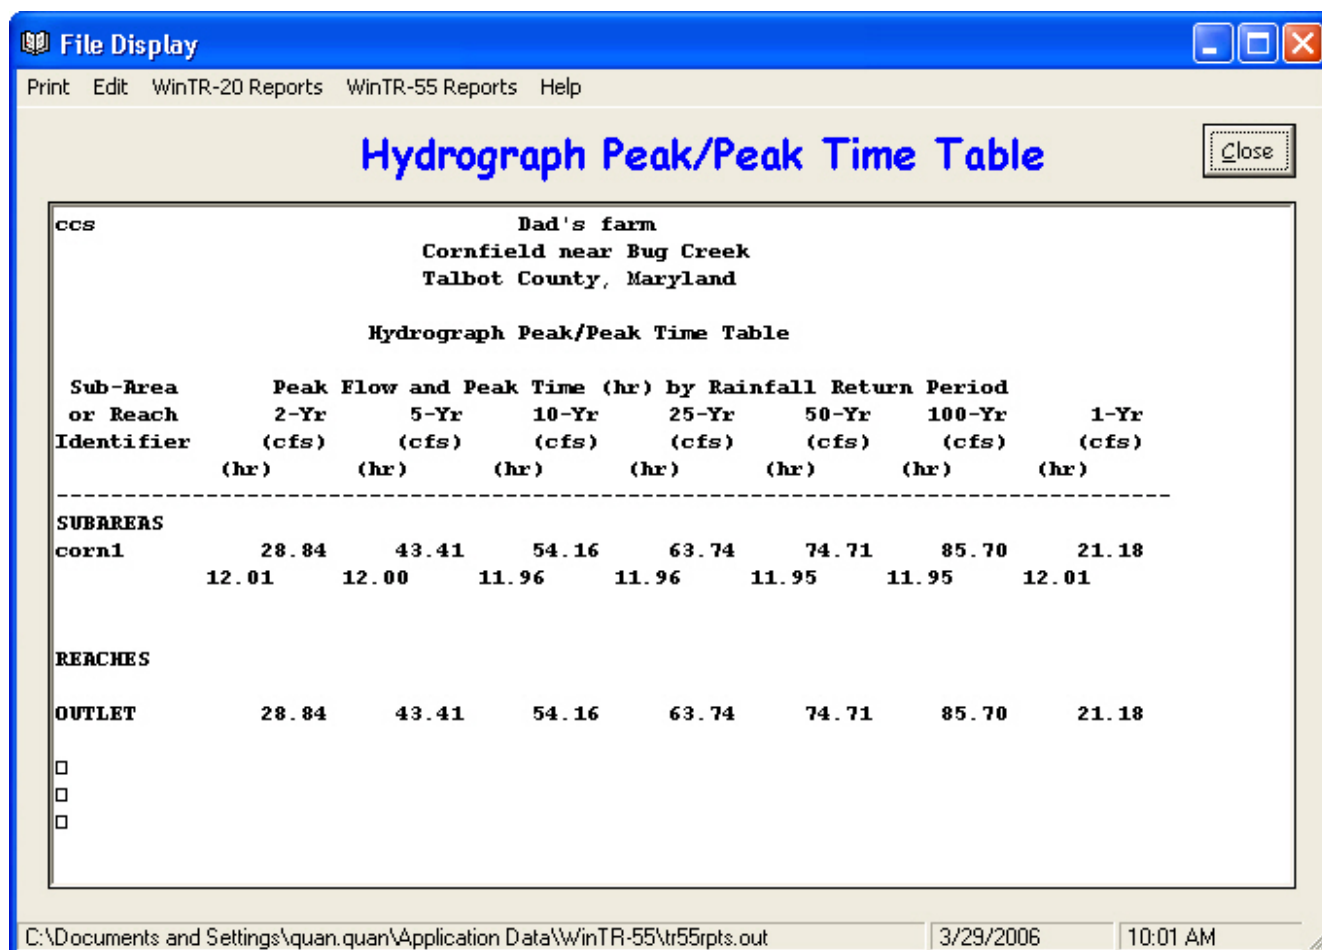 File Display
Print Edit WinTR-20 Reports WinTR-55 Reports Help
Hydrograph Peak/Peak Time Table
Close
ccs Dad's farm
Cornfield near Bug Creek
Talbot County, Maryland
Hydrograph Peak/Peak Time Table
Sub-Area Peak Flow and Peak Time (hr) by Rainfall Return Period
or Reach 2-Yr 5-Yr 10-Yr 25-Yr 50-Yr 100-Yr 1-Yr
Identifier (cfs) (cfs) (cfs) (cfs) (cfs) (cfs) (cfs)
(hr) (hr) (hr) (hr) (hr) (hr) (hr)
----------------------------------------------------------------------------------
SUBAREAS
corn1 28.84 43.41 54.16 63.74 74.71 85.70 21.18
12.01 12.00 11.96 11.96 11.95 11.95 12.01
REACHES
OUTLET 28.84 43.41 54.16 63.74 74.71 85.70 21.18
C:\Documents and Settings\quan.quan\Application Data\WinTR-55\tr55rpts.out 3/29/2006 10:01 AM